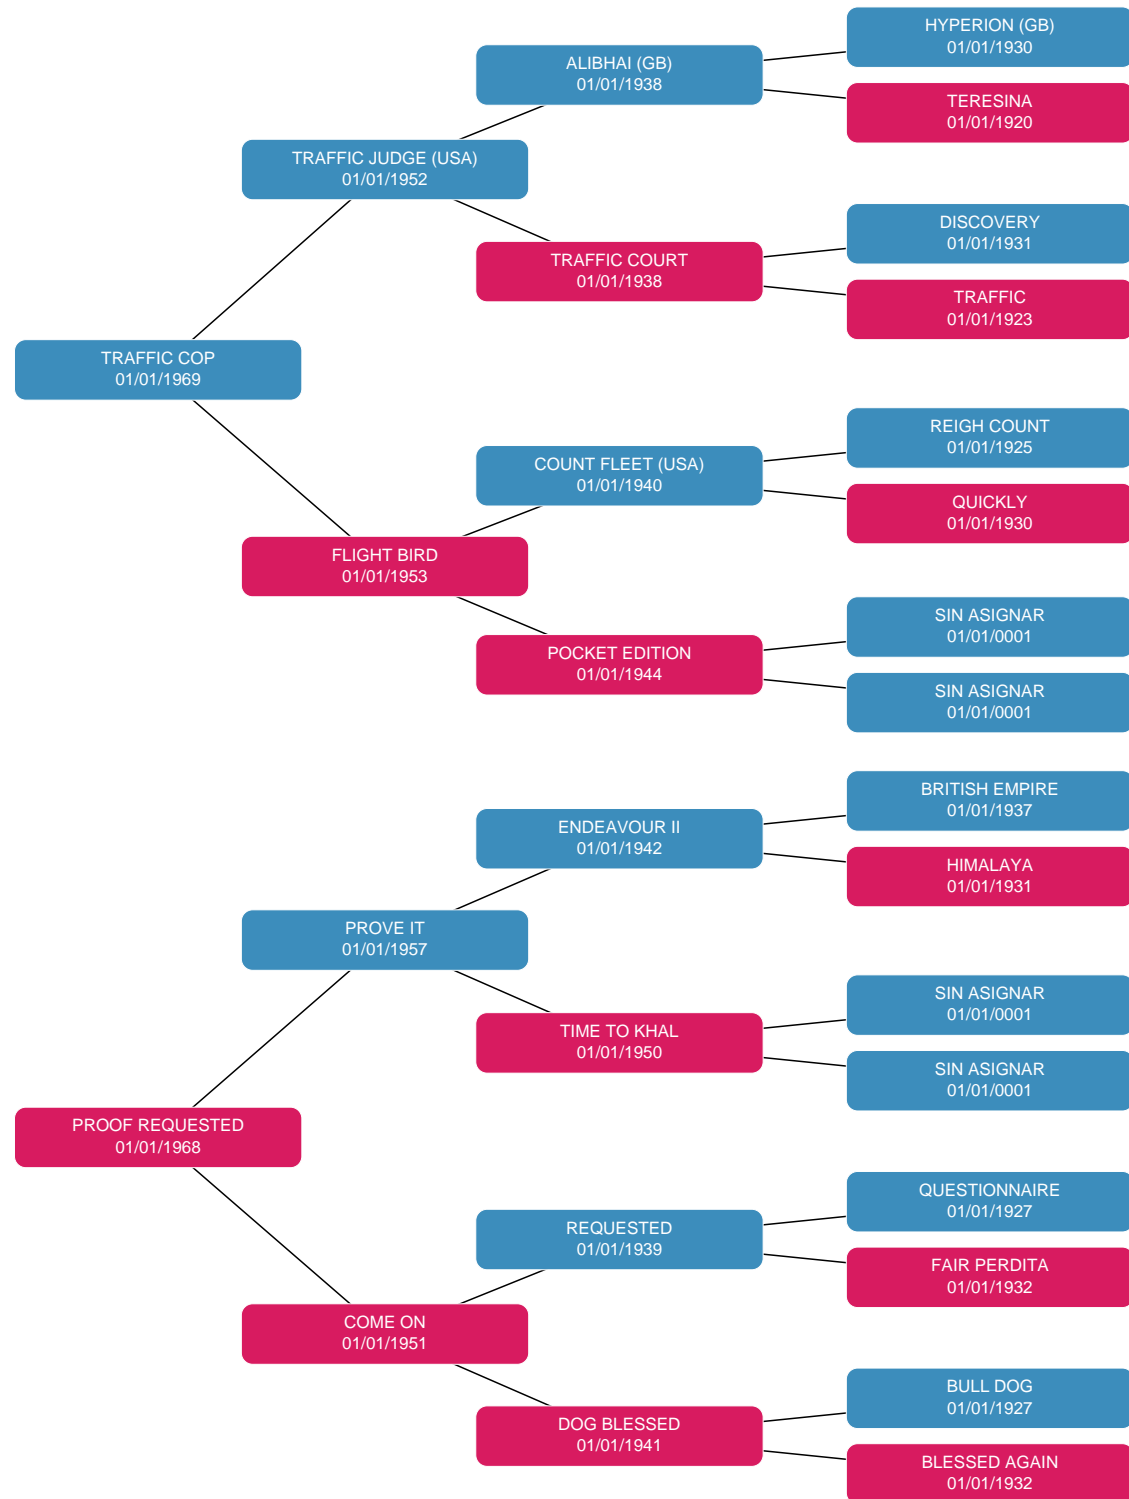 HYPERION (GB)
01/01/1930
ALIBHAI (GB)
01/01/1938
TERESINA
01/01/1920
TRAFFIC JUDGE (USA)
01/01/1952
DISCOVERY
01/01/1931
TRAFFIC COURT
01/01/1938
TRAFFIC
01/01/1923
TRAFFIC COP
01/01/1969
REIGH COUNT
01/01/1925
COUNT FLEET (USA)
01/01/1940
QUICKLY
01/01/1930
FLIGHT BIRD
01/01/1953
SIN ASIGNAR
01/01/0001
POCKET EDITION
01/01/1944
SIN ASIGNAR
01/01/0001
BRITISH EMPIRE
01/01/1937
ENDEAVOUR II
01/01/1942
HIMALAYA
01/01/1931
PROVE IT
01/01/1957
SIN ASIGNAR
01/01/0001
TIME TO KHAL
01/01/1950
SIN ASIGNAR
01/01/0001
PROOF REQUESTED
01/01/1968
QUESTIONNAIRE
01/01/1927
REQUESTED
01/01/1939
FAIR PERDITA
01/01/1932
COME ON
01/01/1951
BULL DOG
01/01/1927
DOG BLESSED
01/01/1941
BLESSED AGAIN
01/01/1932